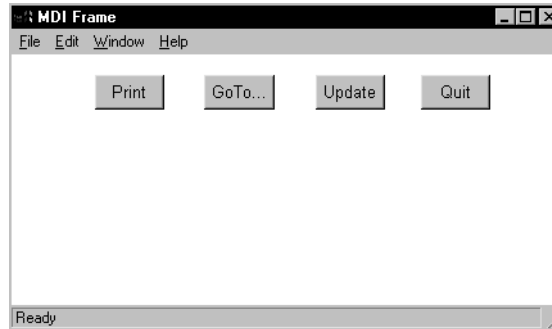 MDI Frame
File Edit Window Help
Print GoTo... Update Quit
Ready